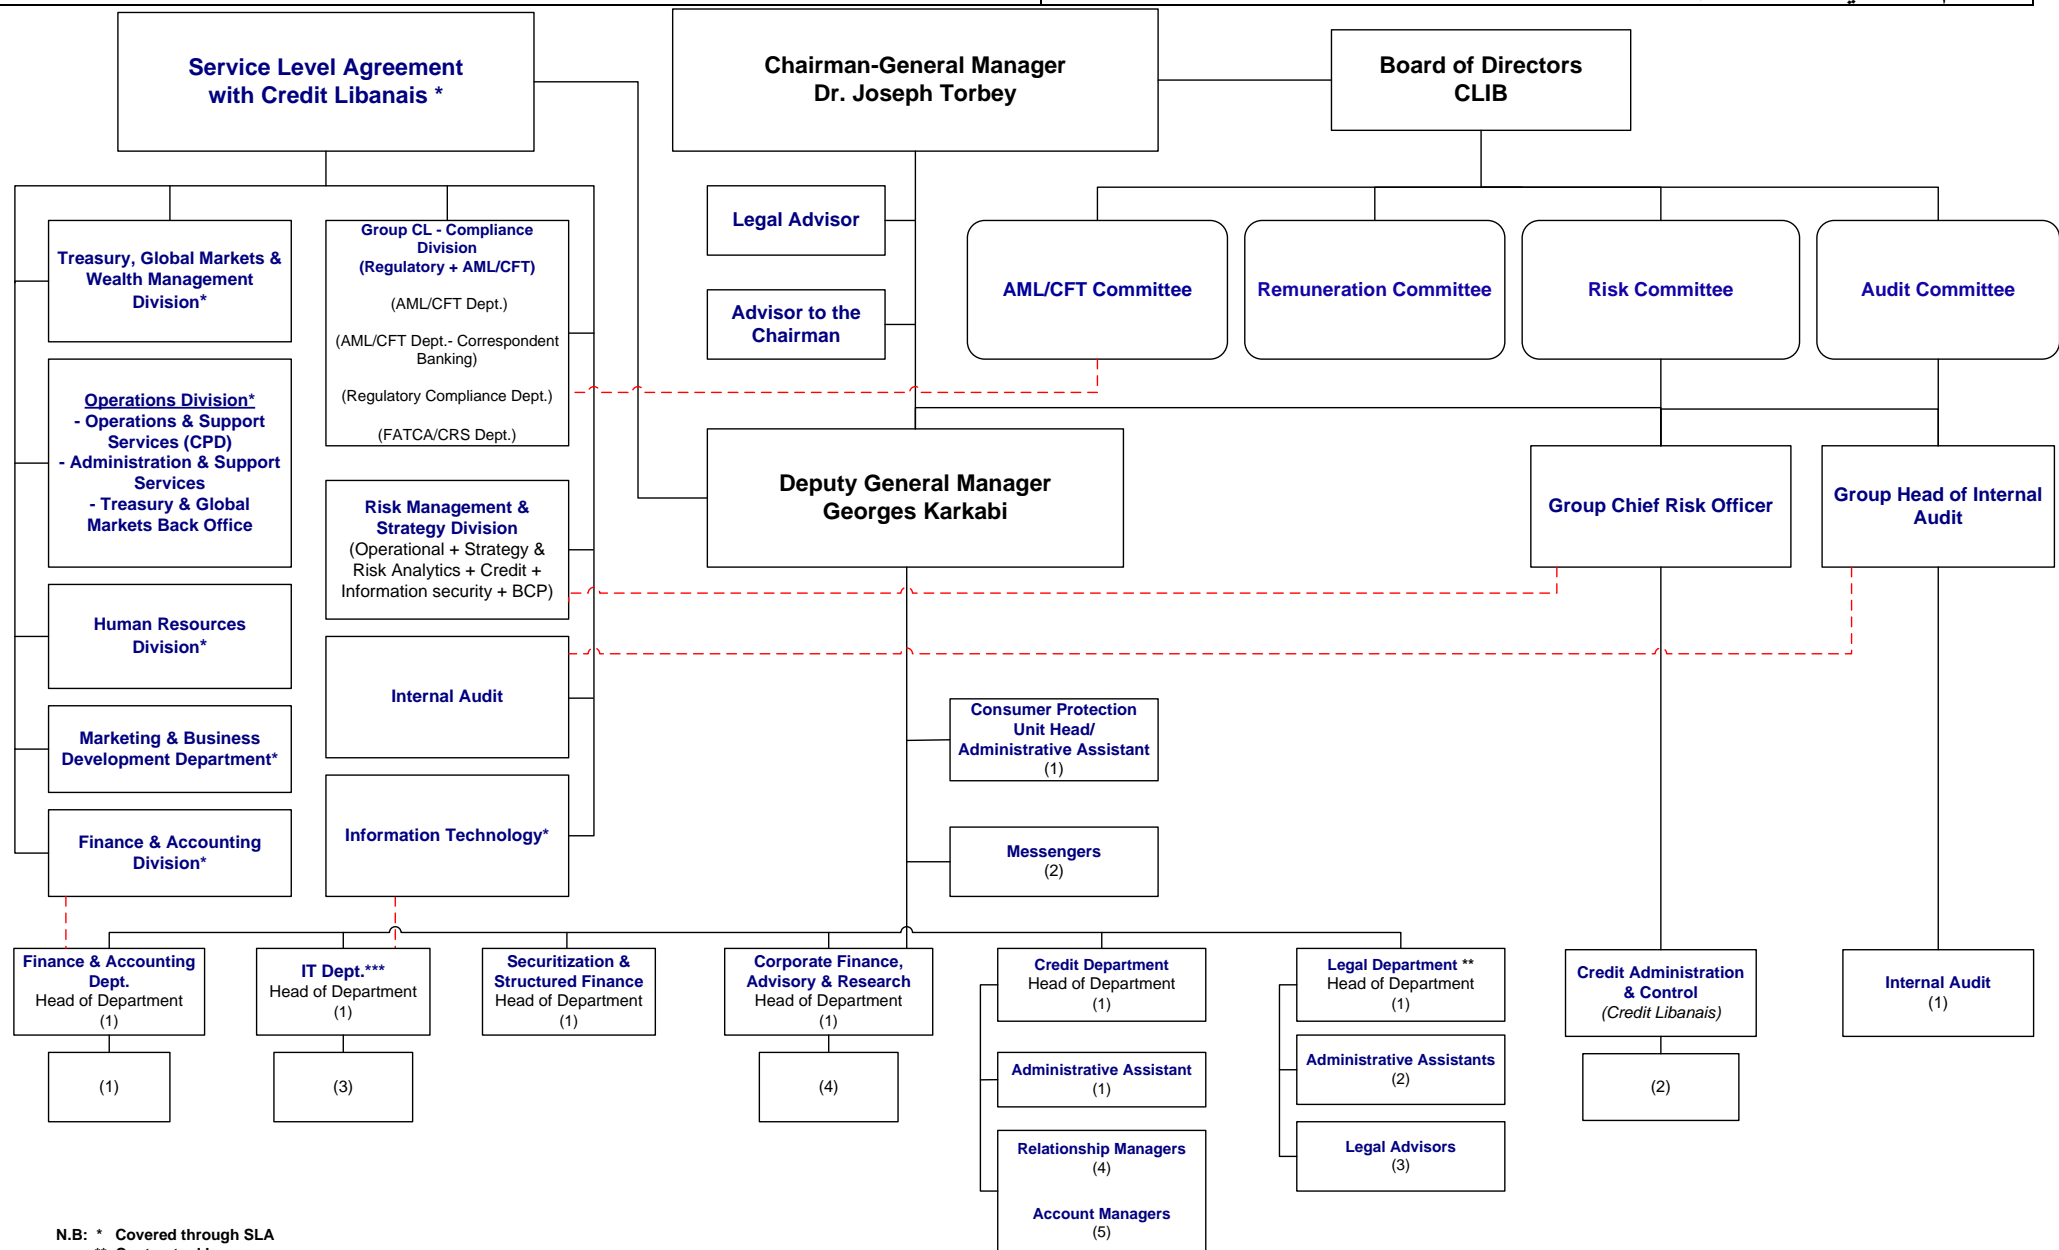 Service Level Agreement
with Credit Libanais *
Chairman-General Manager
Dr. Joseph Torbey
Board of Directors
CLIB
Legal Advisor
Advisor to the
Chairman
AML/CFT Committee
Remuneration Committee
Risk Committee
Audit Committee
Treasury, Global Markets &
Wealth Management
Division*
Operations Division*
- Operations & Support
Services (CPD)
- Administration & Support
Services
- Treasury & Global
Markets Back Office
Human Resources
Division*
Marketing & Business
Development Department*
Finance & Accounting
Division*
Group CL - Compliance
Division
(Regulatory + AML/CFT)
(AML/CFT Dept.)
(AML/CFT Dept.- Correspondent
Banking)
(Regulatory Compliance Dept.)
(FATCA/CRS Dept.)
Risk Management &
Strategy Division
(Operational + Strategy &
Risk Analytics + Credit +
Information security + BCP)
Internal Audit
Information Technology*
Deputy General Manager
Georges Karkabi
Group Chief Risk Officer
Group Head of Internal
Audit
Consumer Protection
Unit Head/
Administrative Assistant
(1)
Messengers
(2)
Finance & Accounting
Dept.
Head of Department
(1)
(1)
IT Dept.***
Head of Department
(1)
(3)
Securitization &
Structured Finance
Head of Department
(1)
Corporate Finance,
Advisory & Research
Head of Department
(1)
(4)
Credit Department
Head of Department
(1)
Administrative Assistant
(1)
Relationship Managers
(4)
Account Managers
(5)
Legal Department **
Head of Department
(1)
Administrative Assistants
(2)
Legal Advisors
(3)
Credit Administration
& Control
(Credit Libanais)
(2)
Internal Audit
(1)
N.B: * Covered through SLA